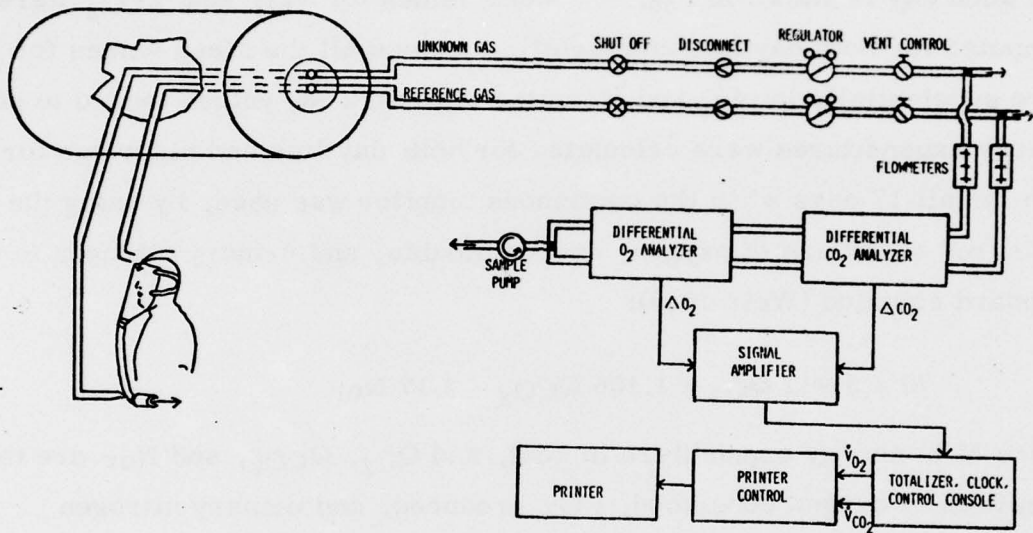 UNKNOWN GAS
REFERENCE GAS
SHUT OFF
DISCONNECT
REGULATOR
VENT CONTROL
FLOWMETERS
SAMPLE
PUMP
DIFFERENTIAL
O2 ANALYZER
DIFFERENTIAL
CO2 ANALYZER
ΔO2
ΔCO2
SIGNAL
AMPLIFIER
PRINTER
PRINTER
CONTROL
V̇O2
V̇CO2
TOTALIZER, CLOCK,
CONTROL CONSOLE